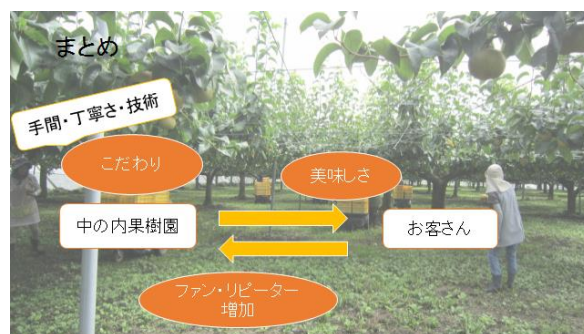 まとめ
手間・丁寧さ・技術
こだわり
美味しさ
中の内果樹園
お客さん
ファン・リピーター
増加